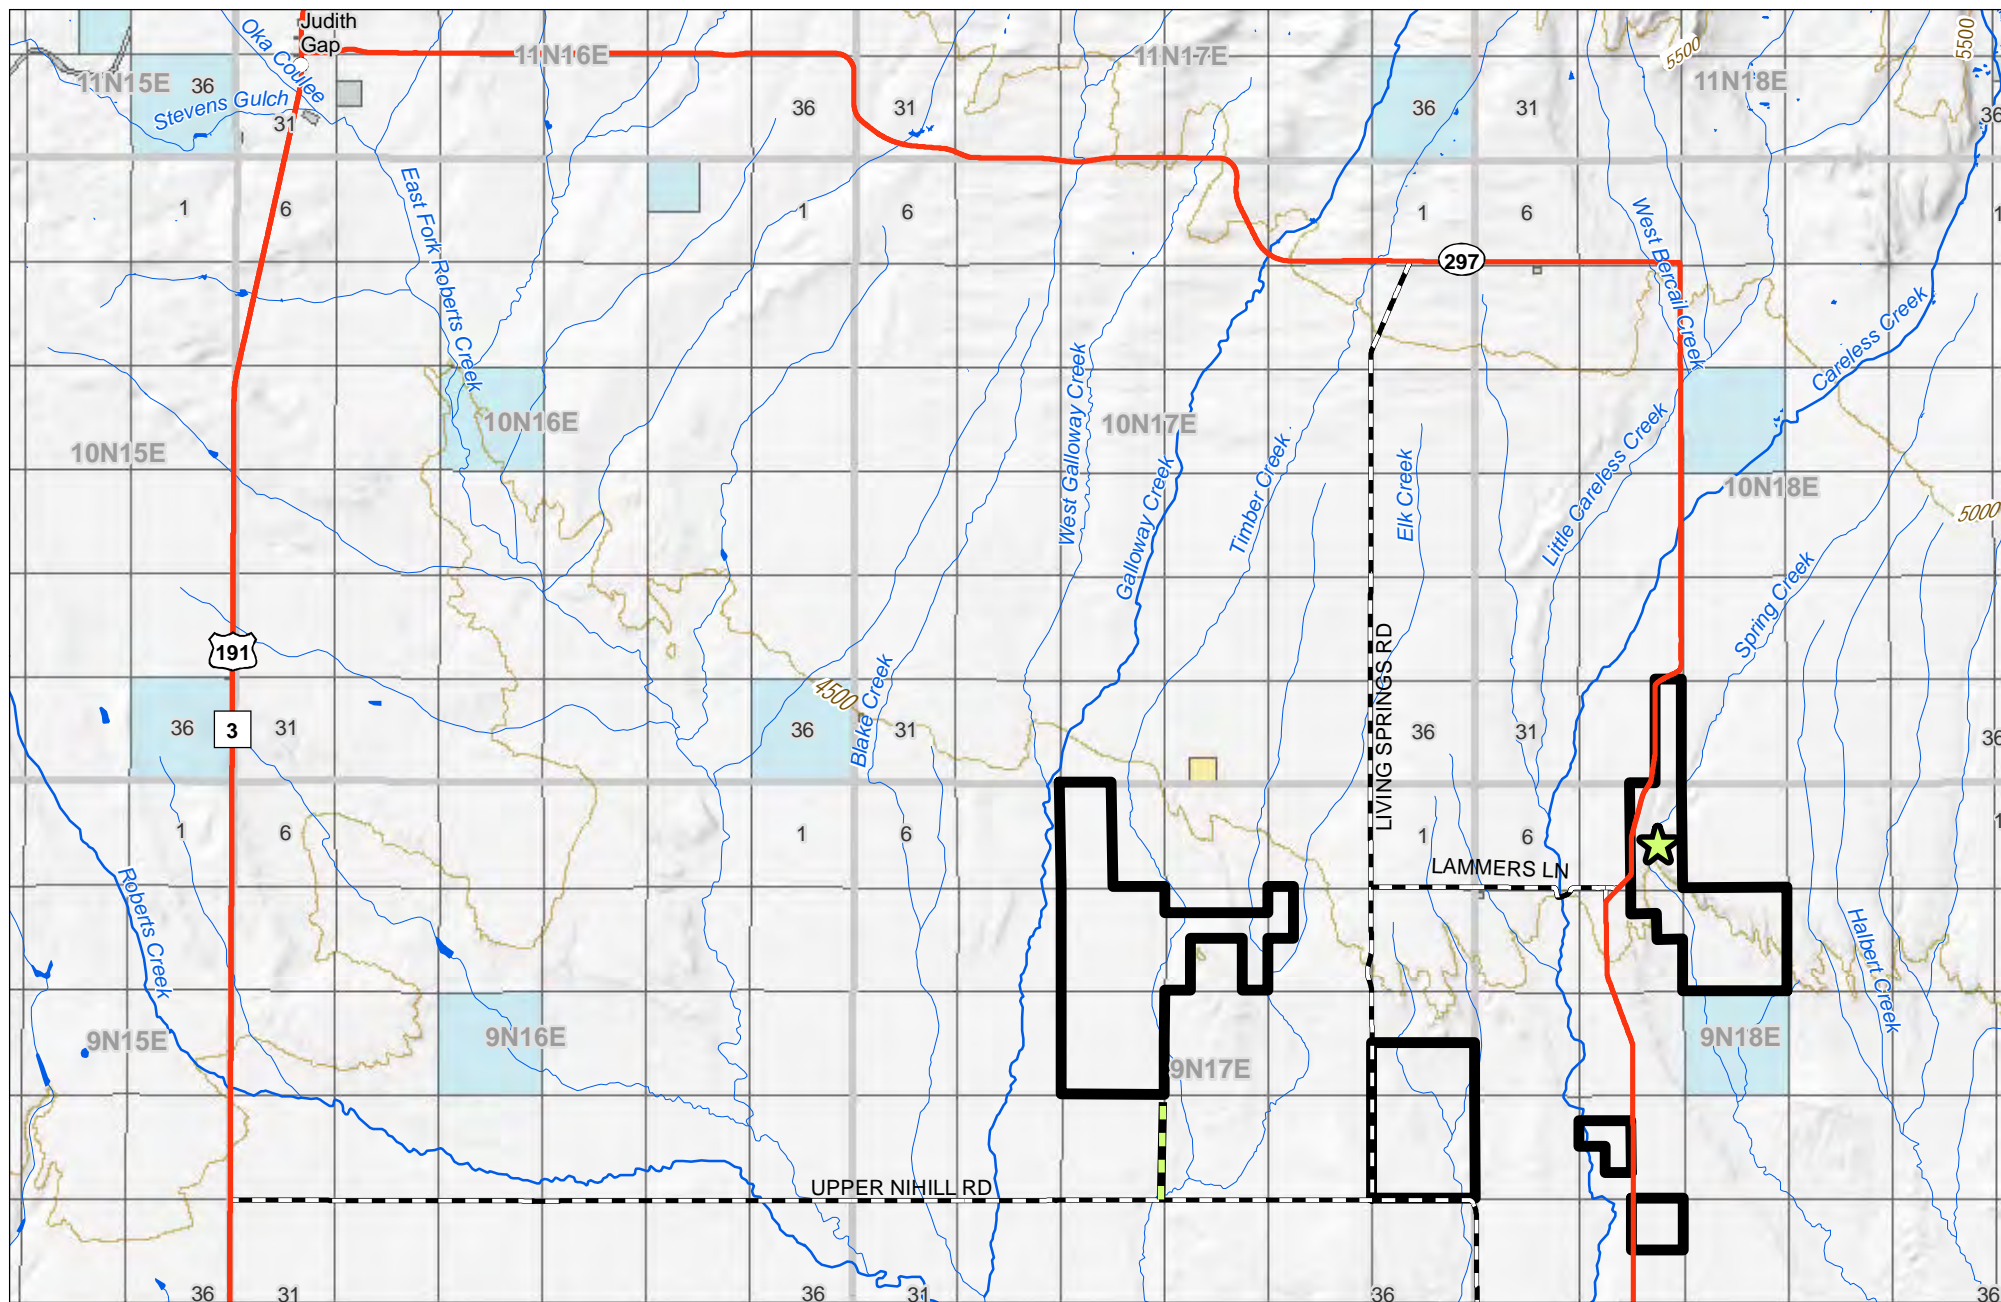 Judith
Gap
Oka Coulee
11N16E
11N17E
5500
5500
11N15E
36
Stevens Gulch
31
36
31
36
31
11N18E
36
1
6
East Fork Roberts Creek
1
6
1
6
West Bercail Creek
1
297
Careless Creek
West Galloway Creek
10N16E
10N17E
10N15E
Galloway Creek
Timber Creek
Elk Creek
Little Careless Creek
10N18E
5000
Spring Creek
191
LIVING SPRINGS RD
4500
Blake Creek
36
3
31
36
31
36
31
36
1
6
1
6
1
6
1
LAMMERS LN
Roberts Creek
Halbert Creek
9N15E
9N16E
9N17E
9N18E
UPPER NIHILL RD
36
31
36
31
36
36